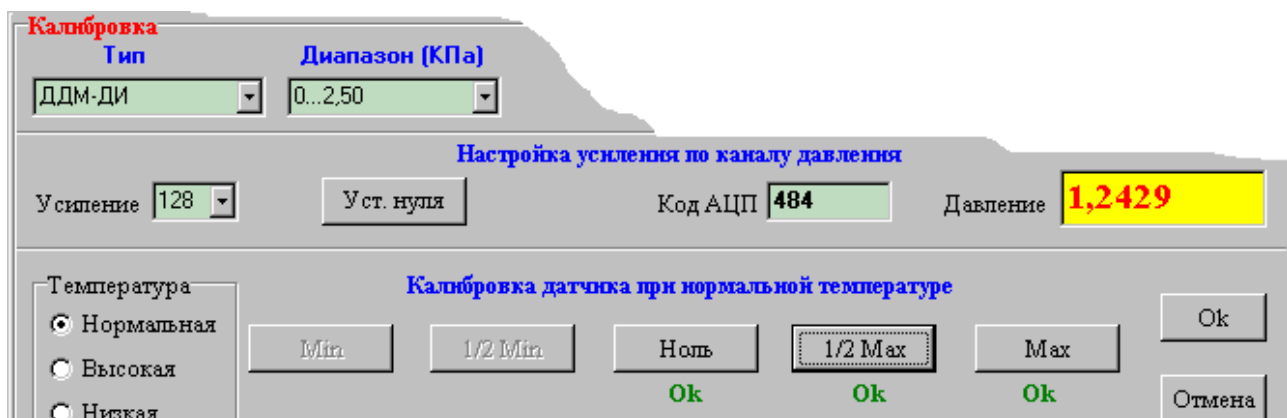 Калибровка
Тип Диапазон (КПа)
ДДМ-ДИ 0...2,50
Настройка усиления по каналу давления
Усиление 128 Уст. нуля Код АЦП 484 Давление 1,2429
Температура Калибровка датчика при нормальной температуре
Нормальная Min 1/2 Min Ноль 1/2 Max Max Ok
Высокая Ok Ok Ok
Низкая Отмена